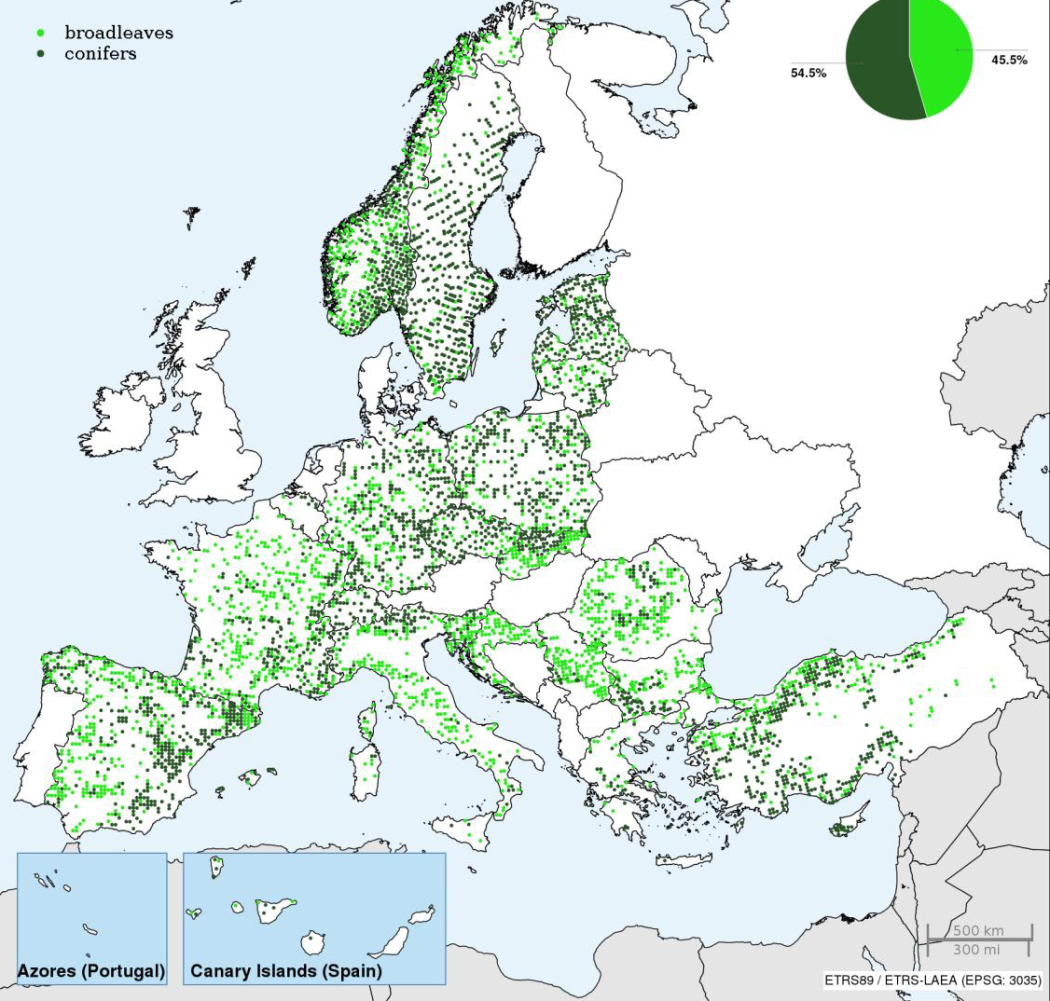 broadleaves
conifers
54.5%
45.5%
Azores (Portugal)
Canary Islands (Spain)
500 km
300 mi
ETRS89 / ETRS-LAEA (EPSG: 3035)